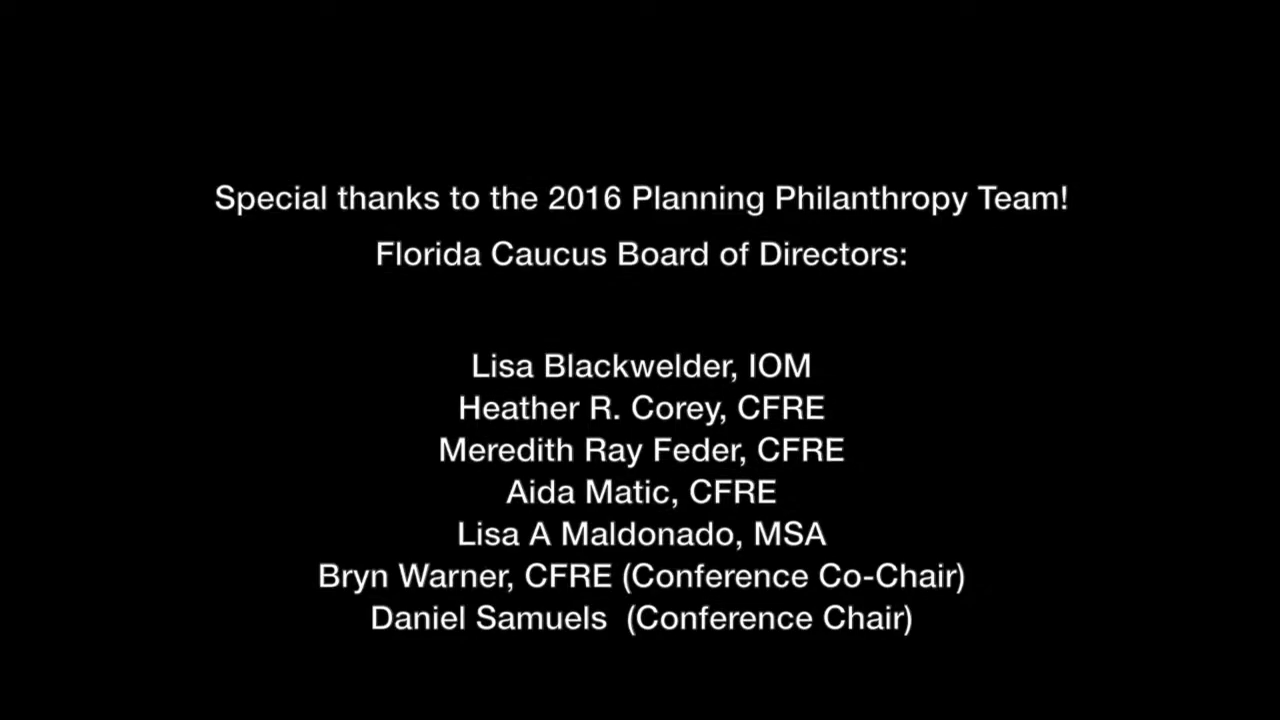 Special thanks to the 2016 Planning Philanthropy Team!
Florida Caucus Board of Directors:
Lisa Blackwelder, IOM
Heather R. Corey, CFRE
Meredith Ray Feder, CFRE
Aida Matic, CFRE
Lisa A Maldonado, MSA
Bryn Warner, CFRE (Conference Co-Chair)
Daniel Samuels  (Conference Chair)